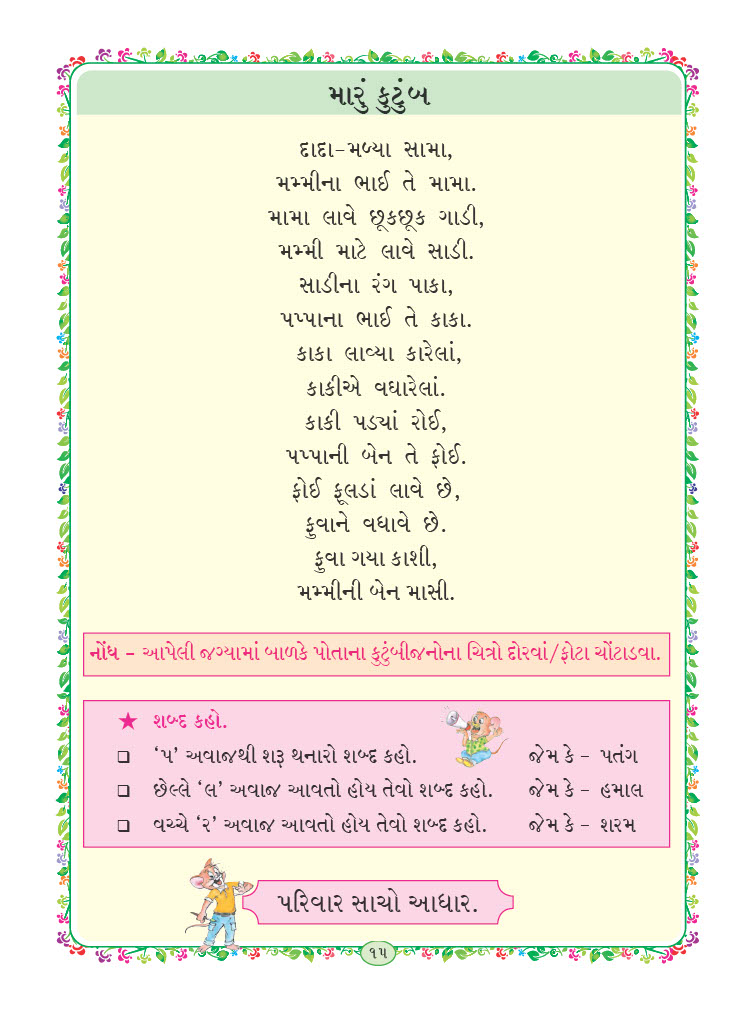 મારું કુટુંબ
દાદા-મળ્યા સામા,
મમ્મીના ભાઈ તે મામા.
મામા લાવે છૂકછૂક ગાડી,
મમ્મી માટે લાવે સાડી.
સાડીના રંગ પાકા,
પપ્પાના ભાઈ તે કાકા.
કાકા લાવ્યા કારેલાં,
કાકીએ વઘારેલાં.
કાકી પડ્યાં રોઈ,
પપ્પાની બેન તે ફોઈ.
ફોઈ ફૂલડાં લાવે છે,
ફુવાને વધાવે છે.
ફુવા ગયા કાશી,
મમ્મીની બેન માસી.
નોંધ - આપેલી જગ્યામાં બાળકે પોતાના કુટુંબીજનોના ચિત્રો દોરવાં/ફોટા ચોંટાડવા.
★ શબ્દ કહો.
❑ ‘પ’ અવાજથી શરૂ થનારો શબ્દ કહો. જેમ કે - પતંગ
❑ છેલ્લે ‘લ’ અવાજ આવતો હોય તેવો શબ્દ કહો. જેમ કે - હમાલ
❑ વચ્ચે ‘ર’ અવાજ આવતો હોય તેવો શબ્દ કહો. જેમ કે - શરમ
પરિવાર સાચો આધાર.
૧૫